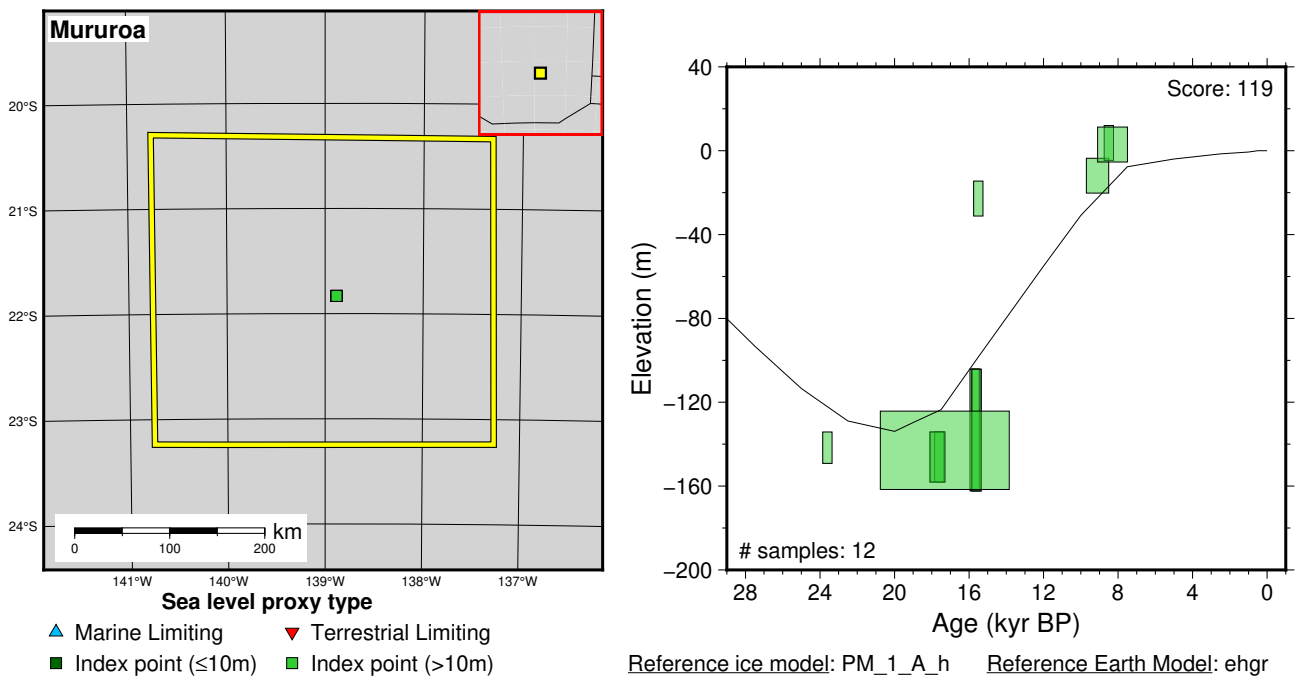 Mururoa
20°S
21°S
22°S
23°S
24°S
km
0 100 200
141°W 140°W 139°W 138°W 137°W
Sea level proxy type
Marine Limiting
Terrestrial Limiting
Index point (≤10m)
Index point (>10m)
Score: 119
40
0
−40
−80
−120
−160
−200
Elevation (m)
# samples: 12
28 24 20 16 12 8 4 0
Age (kyr BP)
Reference ice model: PM_1_A_h
Reference Earth Model: ehgr